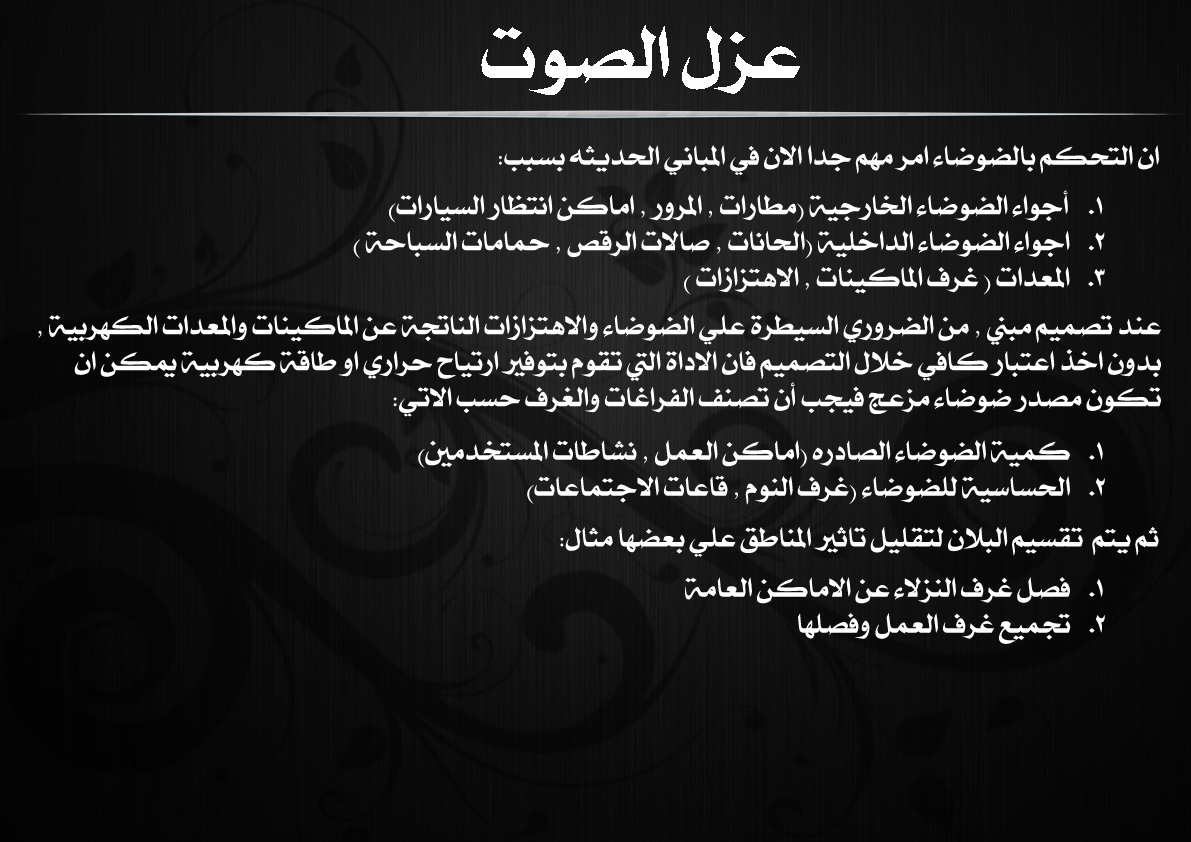 عزل الصوت
ان التحكم بالضوضاء امر مهم جدا الان في المباني الحديثه بسبب:
١. أجواء الضوضاء الخارجية (مطارات , المرور , اماكن انتظار السيارات)
٢. اجواء الضوضاء الداخلية (الحانات , صالات الرقص , حمامات السباحة )
٣. المعدات ( غرف الماكينات , الاهتزازات )
عند تصميم مبني , من الضروري السيطرة علي الضوضاء والاهتزازات الناتجة عن الماكينات والمعدات الكهربية ,
بدون اخذ اعتبار كافي خلال التصميم فان الاداة التي تقوم بتوفير ارتياح حراري او طاقة كهربية يمكن ان
تكون مصدر ضوضاء مزعج فيجب أن تصنف الفراغات والغرف حسب الاتي:
١. كمية الضوضاء الصادره (اماكن العمل , نشاطات المستخدمين)
٢. الحساسية للضوضاء (غرف النوم , قاعات الاجتماعات)
ثم يتم تقسيم البلان لتقليل تاثير المناطق علي بعضها مثال:
١. فصل غرف النزلاء عن الاماكن العامة
٢. تجميع غرف العمل وفصلها